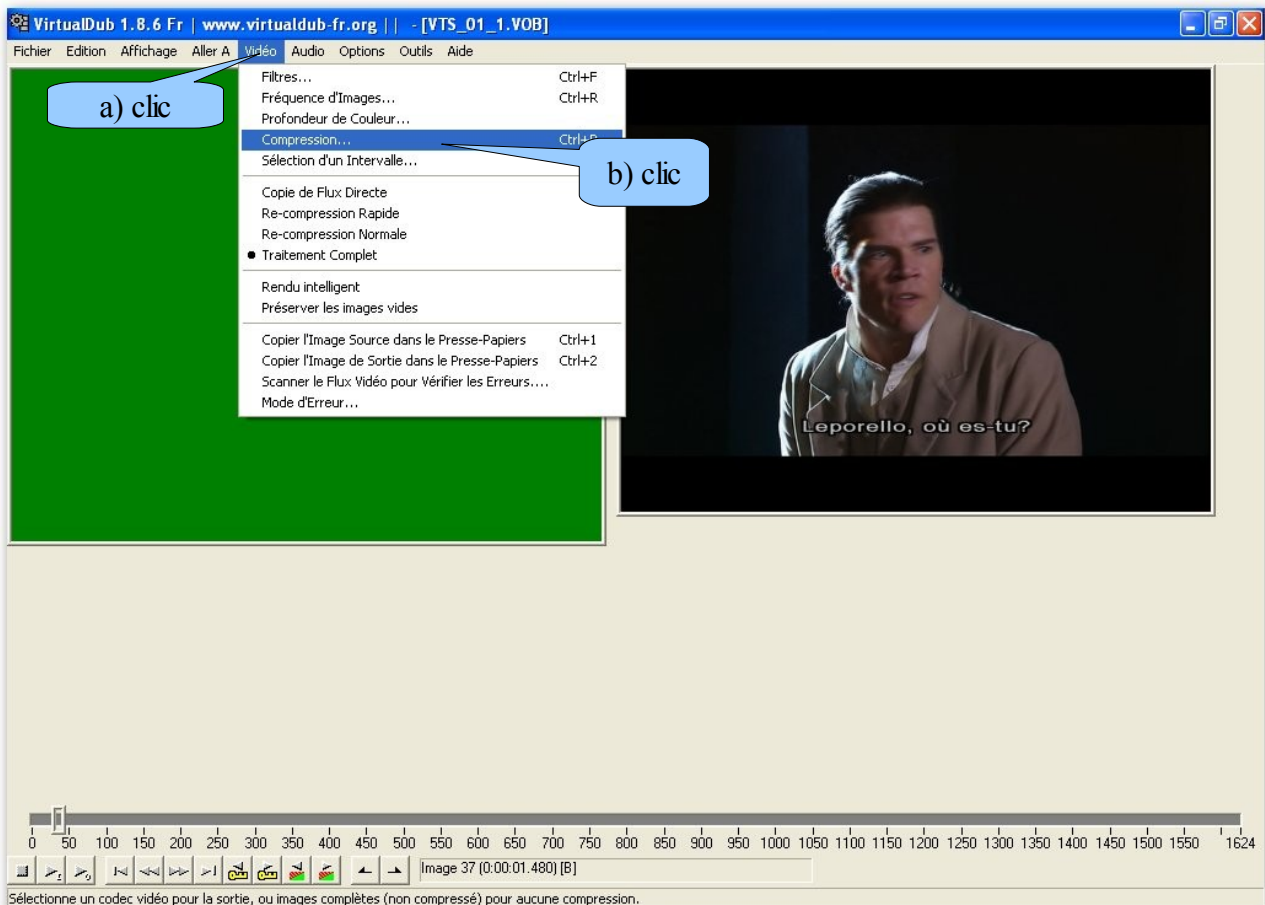 VirtualDub 1.8.6 Fr | www.virtualdub-fr.org | | - [VTS_01_1.VOB]
Fichier Edition Affichage Aller A Vidéo Audio Options Outils Aide
a) clic
Filtres... Ctrl+F
Fréquence d'Images... Ctrl+R
Profondeur de Couleur...
Compression...
Sélection d'un Intervalle...
b) clic
Copie de Flux Directe
Re-compression Rapide
Re-compression Normale
Traitement Complet
Rendu intelligent
Préserver les images vides
Copier l'Image Source dans le Presse-Papiers Ctrl+1
Copier l'Image de Sortie dans le Presse-Papiers Ctrl+2
Scanner le Flux Vidéo pour Vérifier les Erreurs....
Mode d'Erreur...
Leporello, où es-tu?
0 50 100 150 200 250 300 350 400 450 500 550 600 650 700 750 800 850 900 950 1000 1050 1100 1150 1200 1250 1300 1350 1400 1450 1500 1550 1624
Image 37 (0:00:01.480) [B]
Sélectionne un codec vidéo pour la sortie, ou images complètes (non compressé) pour aucune compression.